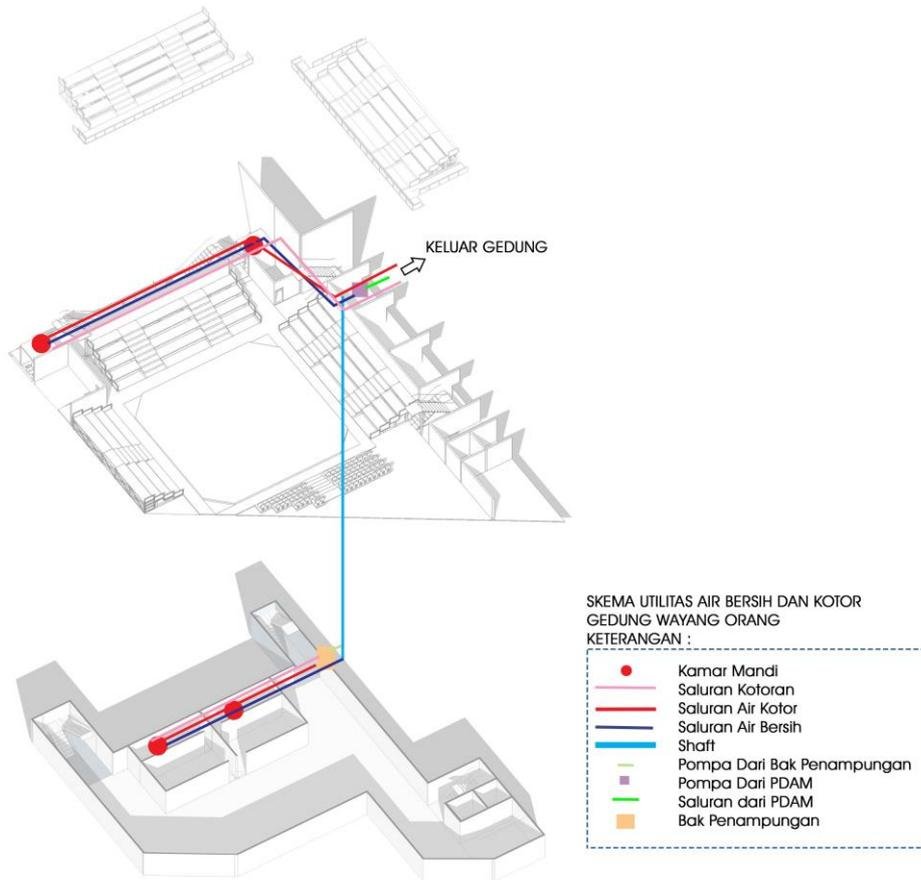 KELUAR GEDUNG
SKEMA UTILITAS AIR BERSIH DAN KOTOR
GEDUNG WAYANG ORANG
KETERANGAN :
Kamar Mandi
Saluran Kotoran
Saluran Air Kotor
Saluran Air Bersih
Shaft
Pompa Dari Bak Penampungan
Pompa Dari PDAM
Saluran dari PDAM
Bak Penampungan